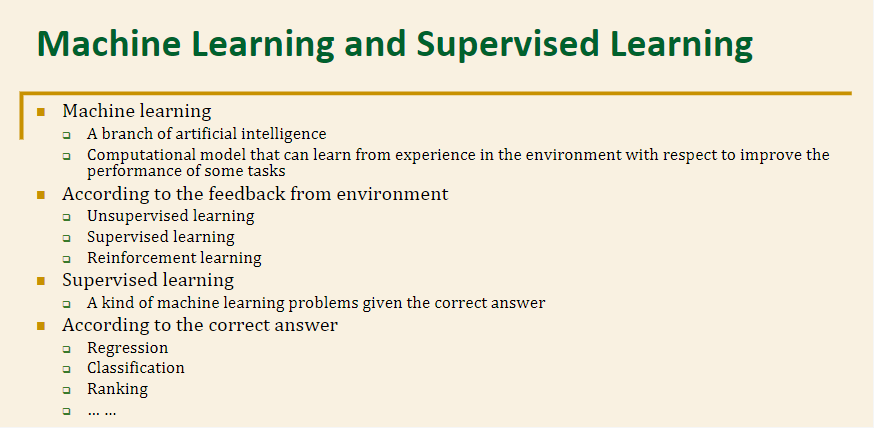 Machine Learning and Supervised Learning
Machine learning
A branch of artificial intelligence
Computational model that can learn from experience in the environment with respect to improve the
performance of some tasks
According to the feedback from environment
Unsupervised learning
Supervised learning
Reinforcement learning
Supervised learning
A kind of machine learning problems given the correct answer
According to the correct answer
Regression
Classification
Ranking
... ...